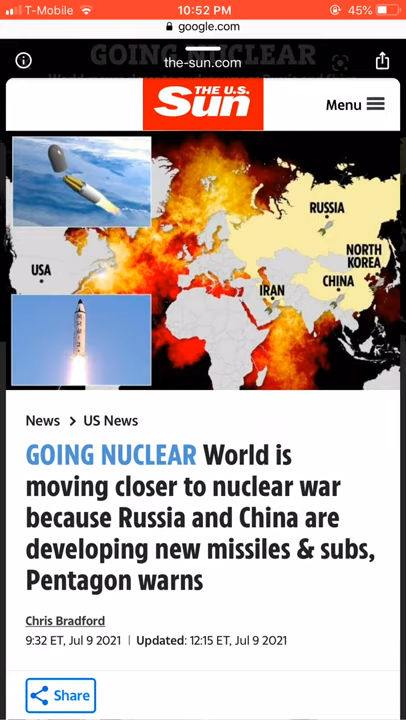 T-Mobile
10:52 PM
45%
google.com
GOING NUCLEAR
the-sun.com
THE U.S.
Sun
Menu
RUSSIA
NORTH
KOREA
USA
IRAN
CHINA
News > US News
GOING NUCLEAR World is
moving closer to nuclear war
because Russia and China are
developing new missiles & subs,
Pentagon warns
Chris Bradford
9:32 ET, Jul 9 2021 | Updated: 12:15 ET, Jul 9 2021
Share